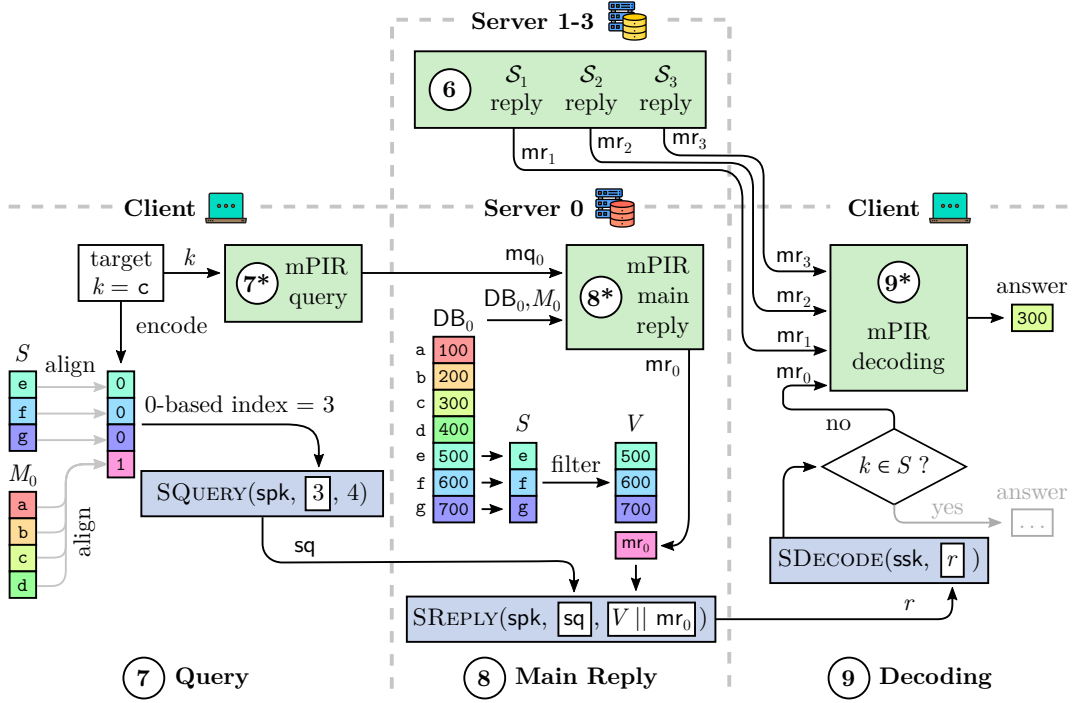 Server 1-3
6
S₁ reply
S₂ reply
S₃ reply
mr₁
mr₂
mr₃
Client
Server 0
Client
target
k = c
k
7*
mPIR
query
mq₀
DB₀, M₀
8*
mPIR
main
reply
mr₀
mr₃
mr₂
mr₁
mr₀
9*
mPIR
decoding
answer
300
encode
S
align
e
f
g
0
0
0
1
0-based index = 3
M₀
a
b
c
d
align
SQUERY(spk, 3, 4)
sq
DB₀
a 100
b 200
c 300
d 400
e 500
f 600
g 700
S
e
f
g
filter
V
500
600
700
mr₀
SREPLY(spk, sq, V || mr₀)
r
no
k ∈ S ?
yes
answer
...
SDECODE(ssk, r)
7 Query
8 Main Reply
9 Decoding